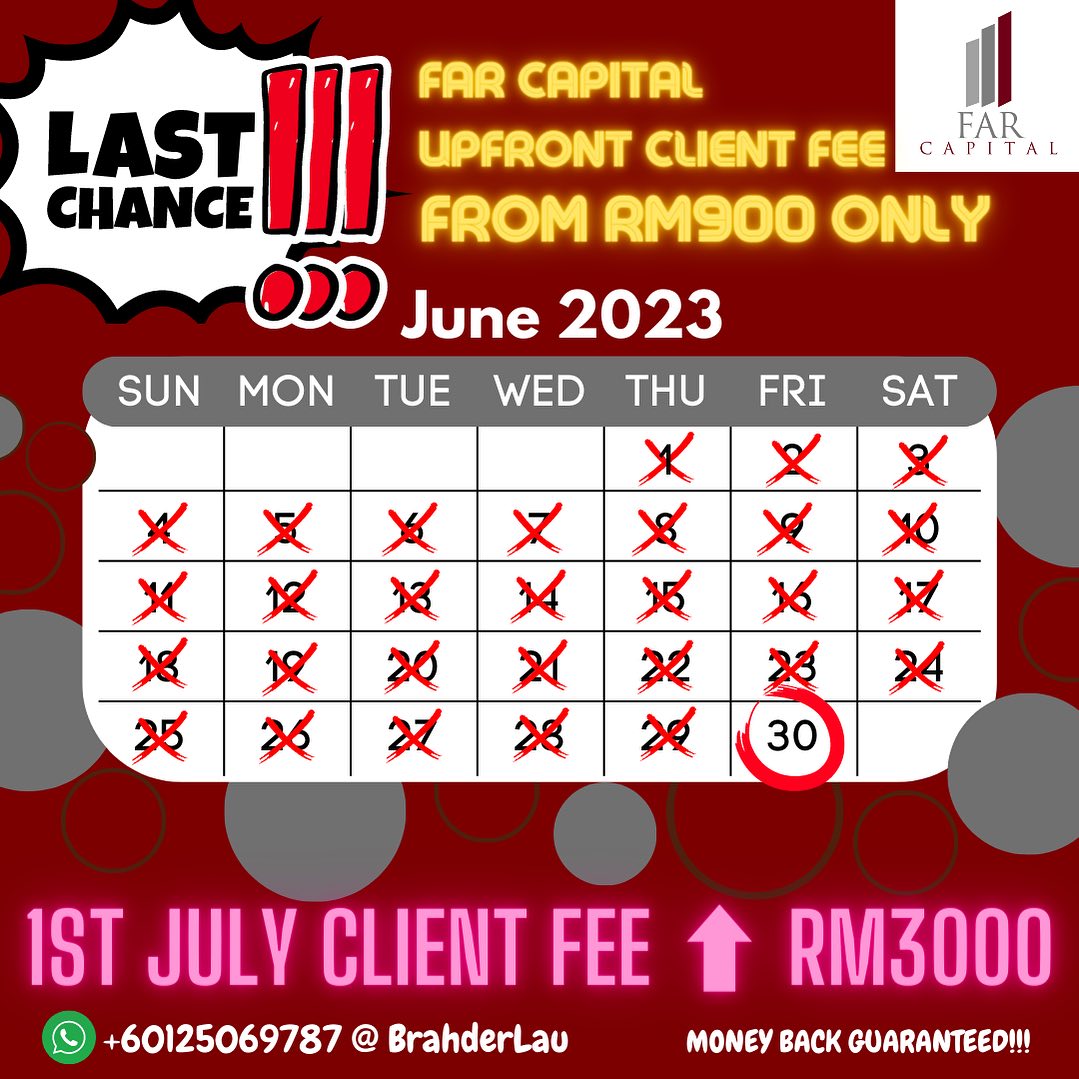 LAST
CHANCE!!!
FAR CAPITAL
UPFRONT CLIENT FEE
FROM RM900 ONLY
FAR
CAPITAL
June 2023
SUN MON TUE WED THU FRI SAT
1 2 3
4 5 6 7 8 9 10
11 12 13 14 15 16 17
18 19 20 21 22 23 24
25 26 27 28 29 30
1ST JULY CLIENT FEE ⬆ RM3000
+60125069787 @ BrahderLau
MONEY BACK GUARANTEED!!!